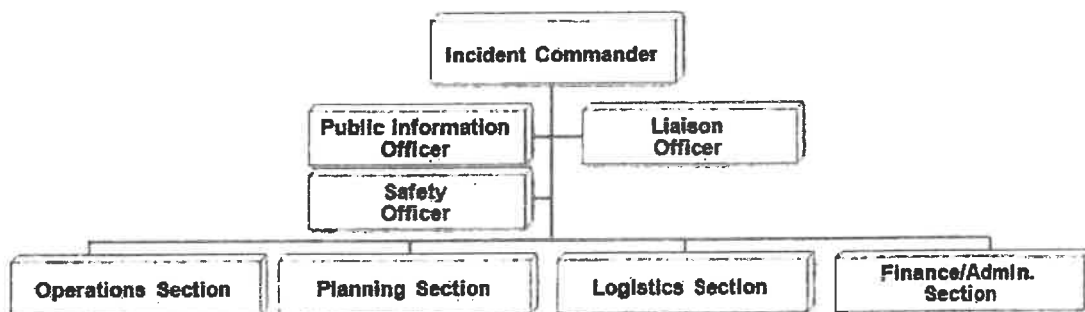 Incident Commander
Public Information
Officer
Liaison
Officer
Safety
Officer
Operations Section
Planning Section
Logistics Section
Finance/Admin.
Section